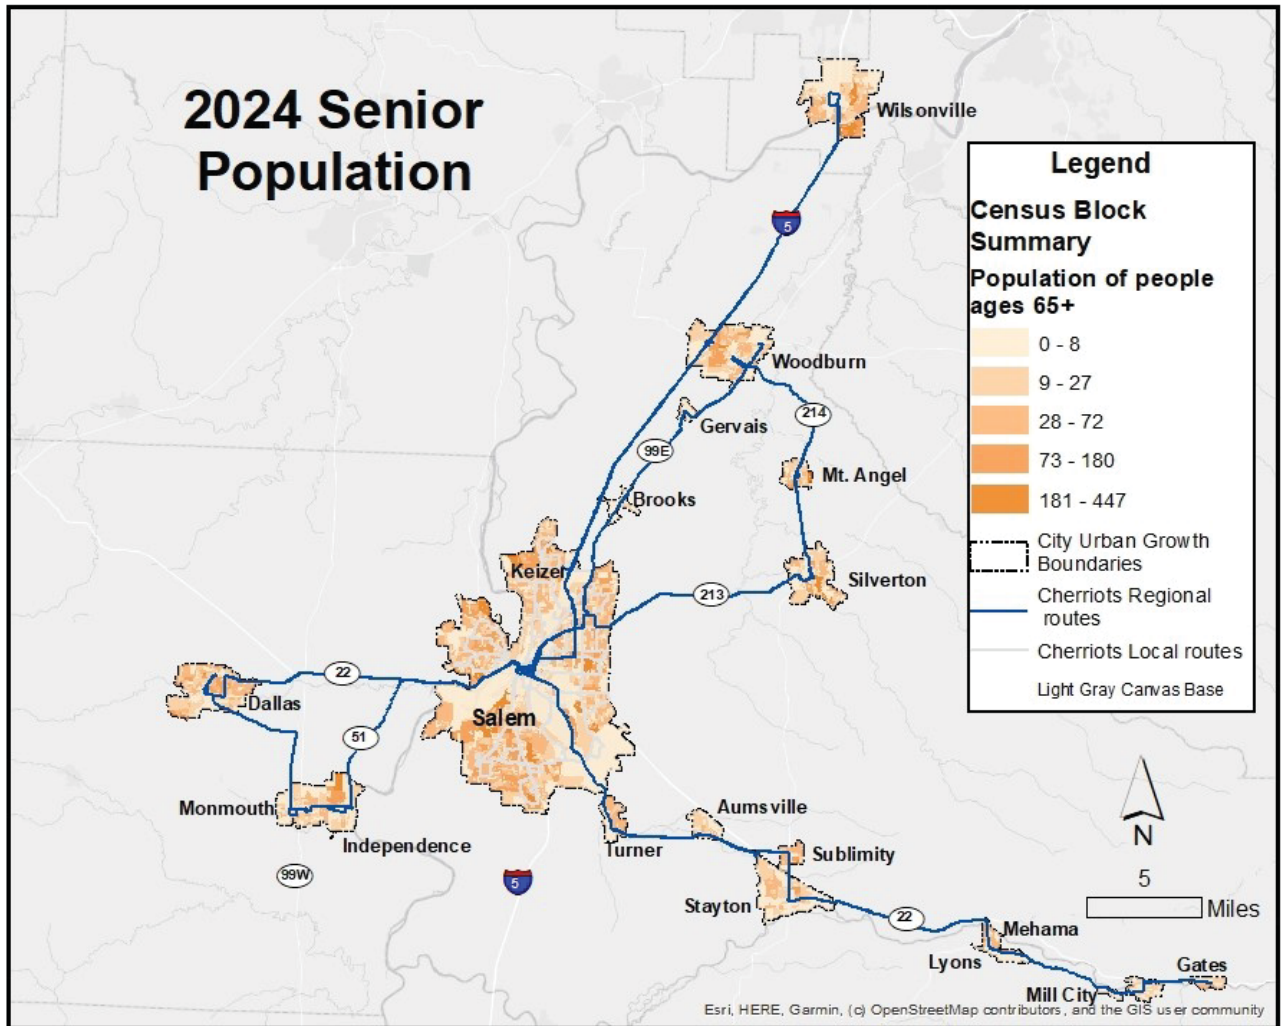 2024 Senior
Population
Wilsonville
5
Legend
Census Block
Summary
Population of people
ages 65+
0 - 8
9 - 27
28 - 72
73 - 180
181 - 447
City Urban Growth
Boundaries
Cherriots Regional
routes
Cherriots Local routes
Light Gray Canvas Base
Woodburn
214
Gervais
99E
Mt. Angel
Brooks
Keizer
Silverton
213
22
Dallas
Salem
51
Monmouth
Independence
99W
5
Turner
Aumsville
Sublimity
Stayton
22
N
5
Miles
Mehama
Lyons
Gates
Mill City
Esri, HERE, Garmin, (c) OpenStreetMap contributors, and the GIS user community